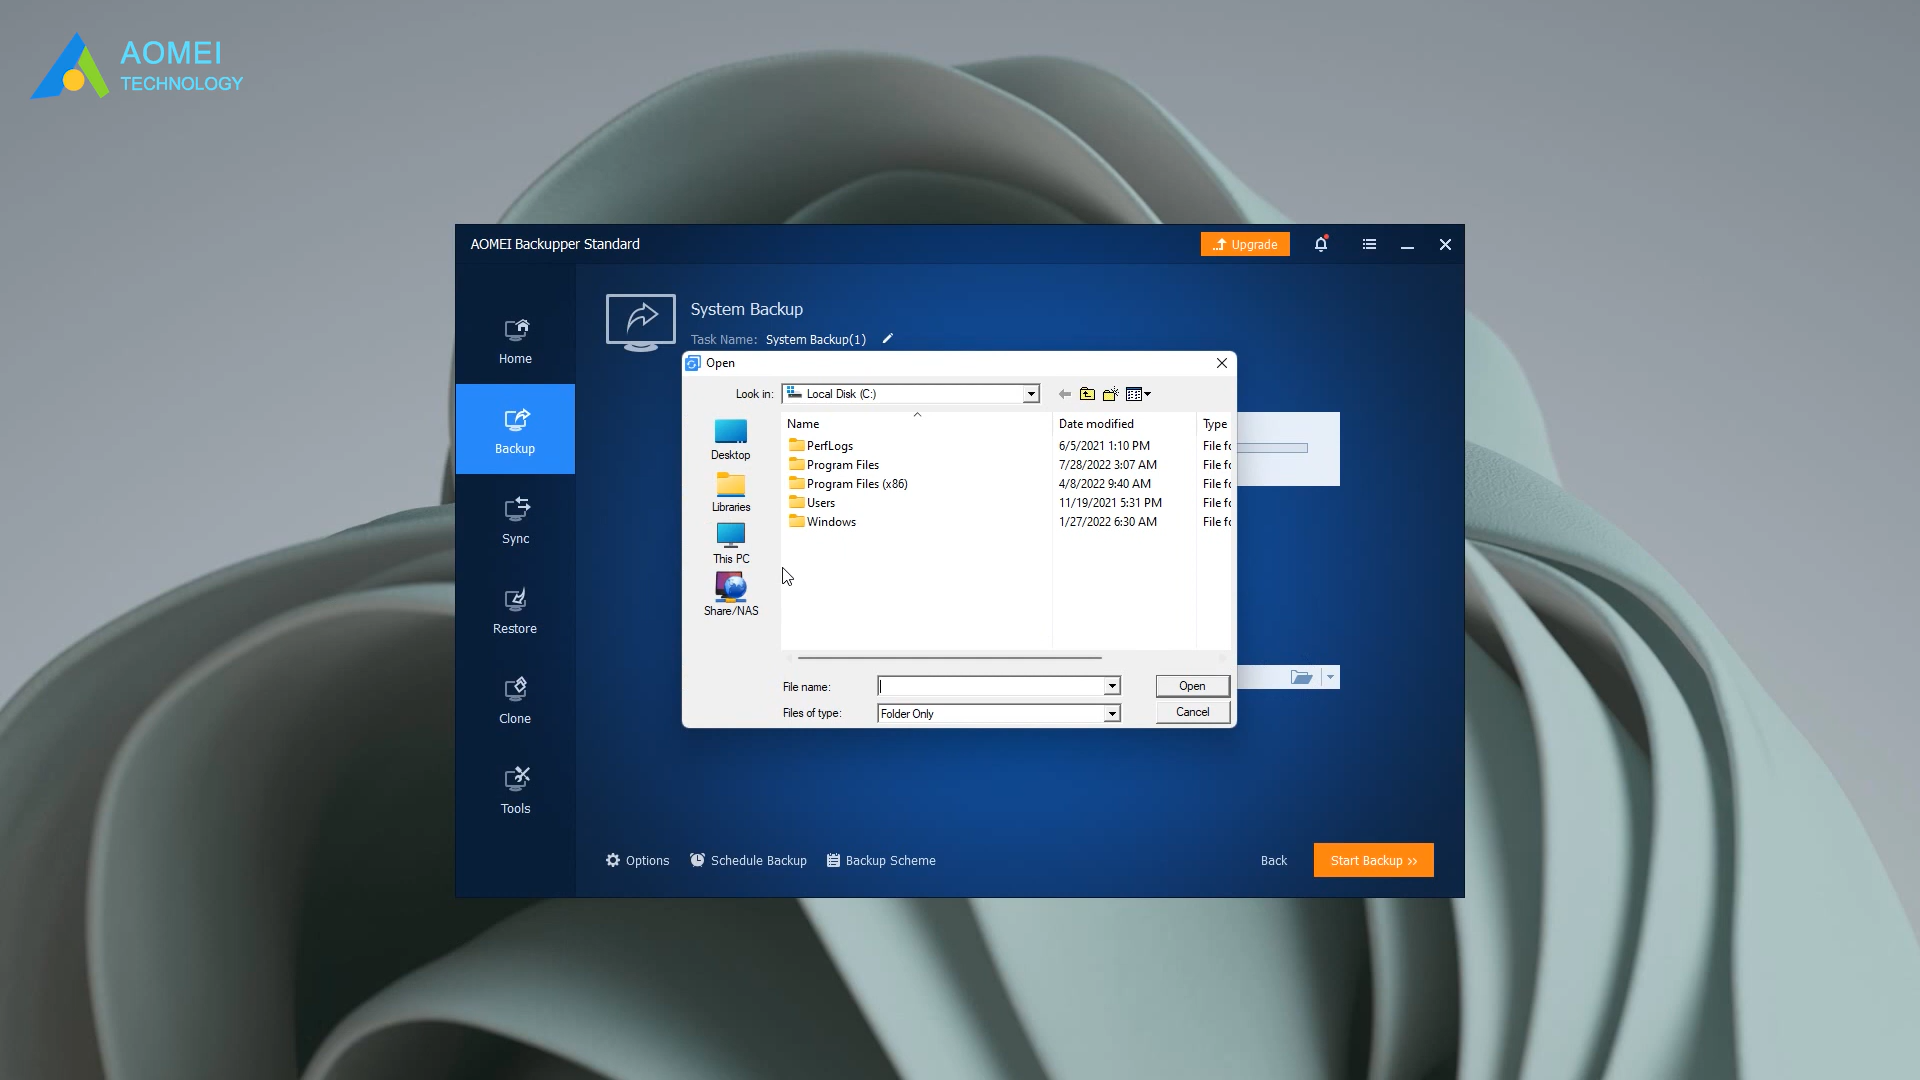 AOMEI
TECHNOLOGY
AOMEI Backupper Standard
Upgrade
Home
Backup
Sync
Restore
Clone
Tools
System Backup
Task Name: System Backup(1)
Open
Look in: Local Disk (C:)
Desktop
Libraries
This PC
Share/NAS
Name Date modified Type
PerfLogs 6/5/2021 1:10 PM File fo
Program Files 7/28/2022 3:07 AM File fo
Program Files (x86) 4/8/2022 9:40 AM File fo
Users 11/19/2021 5:31 PM File fo
Windows 1/27/2022 6:30 AM File fo
File name: Open
Files of type: Folder Only Cancel
Options Schedule Backup Backup Scheme Back Start Backup >>